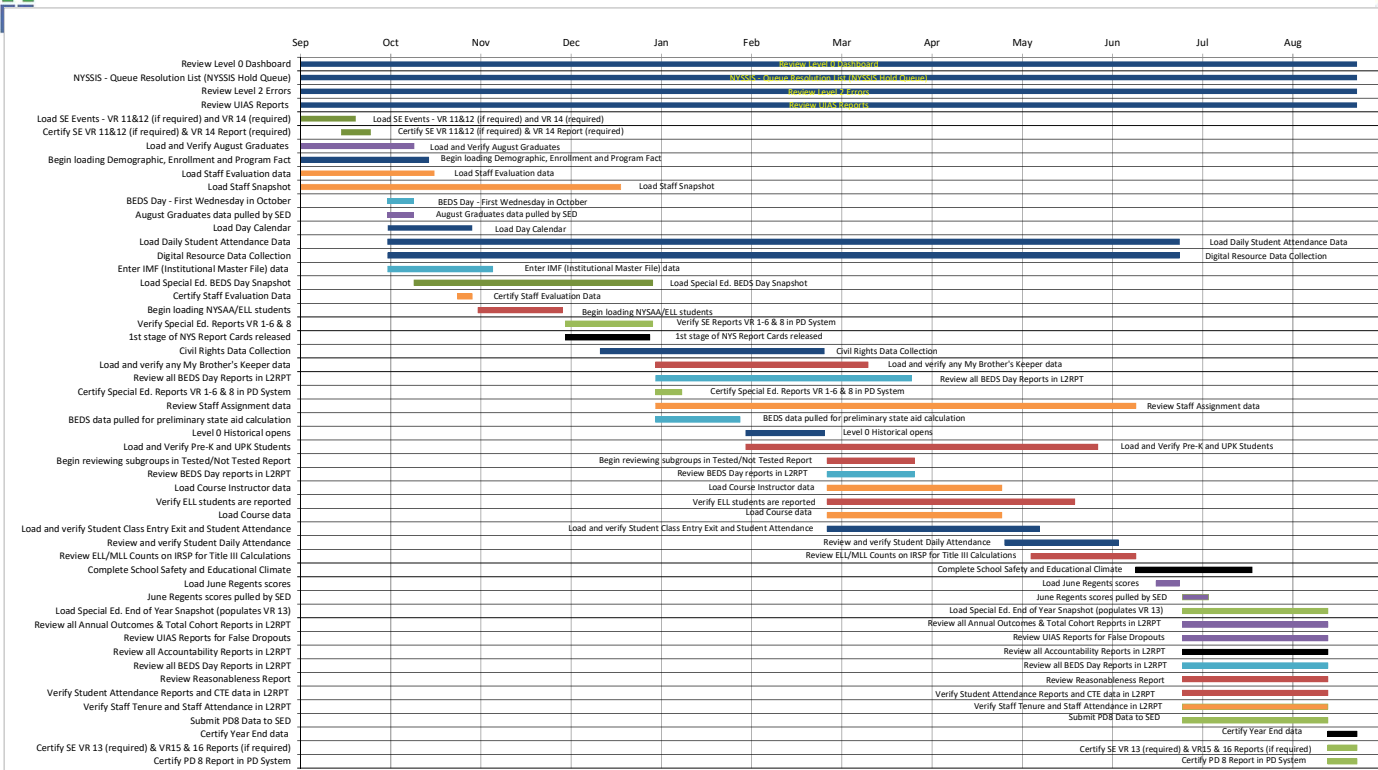 Sep Oct Nov Dec Jan Feb Mar Apr May Jun Jul Aug
Review Level 0 Dashboard Review Level 0 Dashboard
NYSSIS - Queue Resolution List (NYSSIS Hold Queue) NYSSIS - Queue Resolution List (NYSSIS Hold Queue)
Review Level 2 Errors Review Level 2 Errors
Review UIAS Reports Review UIAS Reports
Load SE Events - VR 11&12 (if required) and VR 14 (required) Load SE Events - VR 11&12 (if required) and VR 14 (required)
Certify SE VR 11&12 (if required) & VR 14 Report (required) Certify SE VR 11&12 (if required) & VR 14 Report (required)
Load and Verify August Graduates Load and Verify August Graduates
Begin loading Demographic, Enrollment and Program Fact Begin loading Demographic, Enrollment and Program Fact
Load Staff Evaluation data Load Staff Evaluation data
Load Staff Snapshot Load Staff Snapshot
BEDS Day - First Wednesday in October BEDS Day - First Wednesday in October
August Graduates data pulled by SED August Graduates data pulled by SED
Load Day Calendar Load Day Calendar
Load Daily Student Attendance Data Load Daily Student Attendance Data
Digital Resource Data Collection Digital Resource Data Collection
Enter IMF (Institutional Master File) data Enter IMF (Institutional Master File) data
Load Special Ed. BEDS Day Snapshot Load Special Ed. BEDS Day Snapshot
Certify Staff Evaluation Data Certify Staff Evaluation Data
Begin loading NYSAA/ELL students Begin loading NYSAA/ELL students
Verify Special Ed. Reports VR 1-6 & 8 Verify SE Reports VR 1-6 & 8 in PD System
1st stage of NYS Report Cards released 1st stage of NYS Report Cards released
Civil Rights Data Collection Civil Rights Data Collection
Load and verify any My Brother's Keeper data Load and verify any My Brother's Keeper data
Review all BEDS Day Reports in L2RPT Review all BEDS Day Reports in L2RPT
Certify Special Ed. Reports VR 1-6 & 8 in PD System Certify Special Ed. Reports VR 1-6 & 8 in PD System
Review Staff Assignment data Review Staff Assignment data
BEDS data pulled for preliminary state aid calculation BEDS data pulled for preliminary state aid calculation
Level 0 Historical opens Level 0 Historical opens
Load and Verify Pre-K and UPK Students Load and Verify Pre-K and UPK Students
Begin reviewing subgroups in Tested/Not Tested Report Begin reviewing subgroups in Tested/Not Tested Report
Review BEDS Day reports in L2RPT Review BEDS Day reports in L2RPT
Load Course Instructor data Load Course Instructor data
Verify ELL students are reported Verify ELL students are reported
Load Course data Load Course data
Load and verify Student Class Entry Exit and Student Attendance Load and verify Student Class Entry Exit and Student Attendance
Review and verify Student Daily Attendance Review and verify Student Daily Attendance
Review ELL/MLL Counts on IRSP for Title III Calculations Review ELL/MLL Counts on IRSP for Title III Calculations
Complete School Safety and Educational Climate Complete School Safety and Educational Climate
Load June Regents scores Load June Regents scores
June Regents scores pulled by SED June Regents scores pulled by SED
Load Special Ed. End of Year Snapshot (populates VR 13) Load Special Ed. End of Year Snapshot (populates VR 13)
Review all Annual Outcomes & Total Cohort Reports in L2RPT Review all Annual Outcomes & Total Cohort Reports in L2RPT
Review UIAS Reports for False Dropouts Review UIAS Reports for False Dropouts
Review all Accountability Reports in L2RPT Review all Accountability Reports in L2RPT
Review all BEDS Day Reports in L2RPT Review all BEDS Day Reports in L2RPT
Review Reasonableness Report Review Reasonableness Report
Verify Student Attendance Reports and CTE data in L2RPT Verify Student Attendance Reports and CTE data in L2RPT
Verify Staff Tenure and Staff Attendance in L2RPT Verify Staff Tenure and Staff Attendance in L2RPT
Submit PD8 Data to SED Submit PD8 Data to SED
Certify Year End data Certify Year End data
Certify SE VR 13 (required) & VR15 & 16 Reports (if required) Certify SE VR 13 (required) & VR15 & 16 Reports (if required)
Certify PD 8 Report in PD System Certify PD 8 Report in PD System